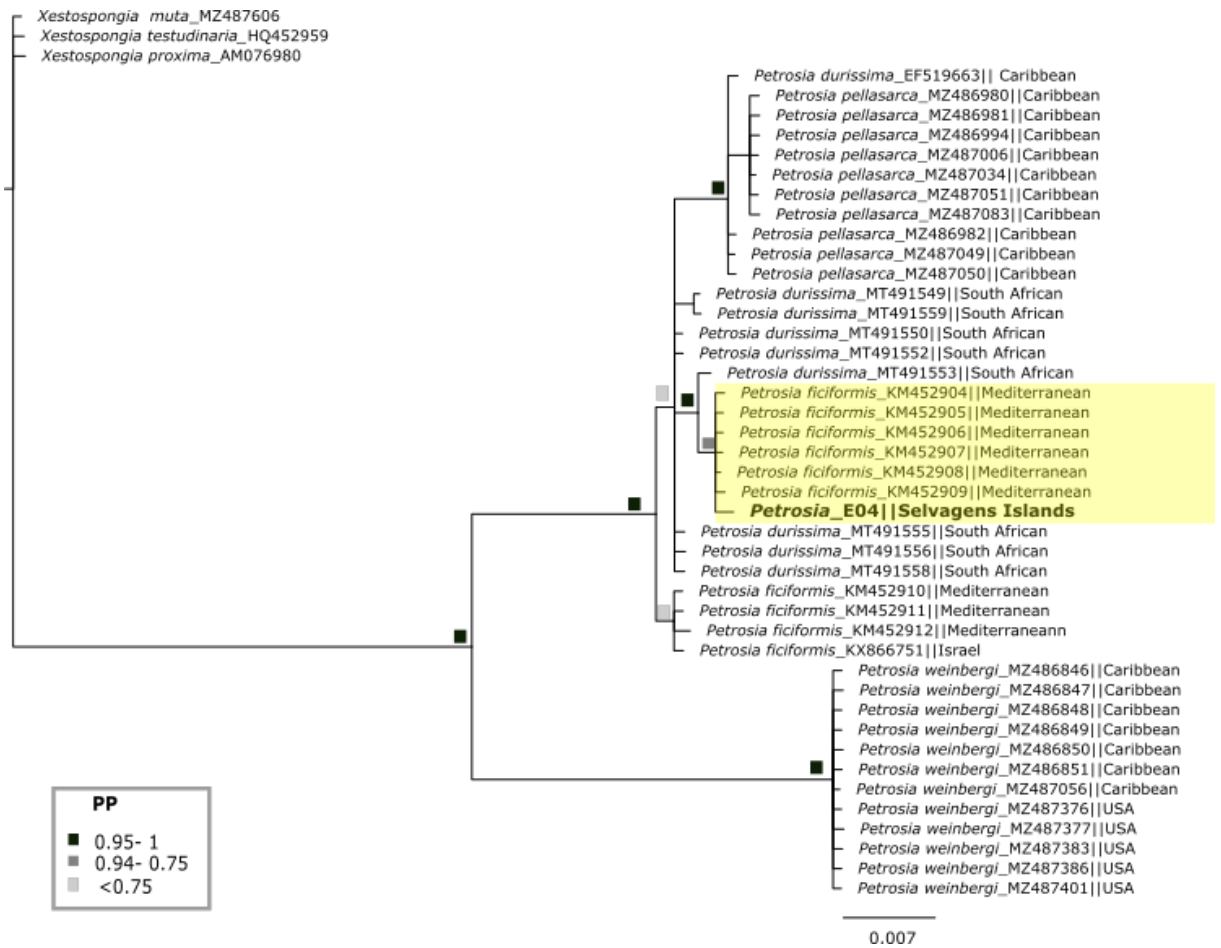 Xestospongia muta_MZ487606
Xestospongia testudinaria_HQ452959
Xestospongia proxima_AM076980
Petrosia durissima_EF519663|| Caribbean
Petrosia pellasarca_MZ486980||Caribbean
Petrosia pellasarca_MZ486981||Caribbean
Petrosia pellasarca_MZ486994||Caribbean
Petrosia pellasarca_MZ487006||Caribbean
Petrosia pellasarca_MZ487034||Caribbean
Petrosia pellasarca_MZ487051||Caribbean
Petrosia pellasarca_MZ487083||Caribbean
Petrosia pellasarca_MZ486982||Caribbean
Petrosia pellasarca_MZ487049||Caribbean
Petrosia pellasarca_MZ487050||Caribbean
Petrosia durissima_MT491549||South African
Petrosia durissima_MT491559||South African
Petrosia durissima_MT491550||South African
Petrosia durissima_MT491552||South African
Petrosia durissima_MT491553||South African
Petrosia ficiformis_KM452904||Mediterranean
Petrosia ficiformis_KM452905||Mediterranean
Petrosia ficiformis_KM452906||Mediterranean
Petrosia ficiformis_KM452907||Mediterranean
Petrosia ficiformis_KM452908||Mediterranean
Petrosia ficiformis_KM452909||Mediterranean
Petrosia_E04||Selvagens Islands
Petrosia durissima_MT491555||South African
Petrosia durissima_MT491556||South African
Petrosia durissima_MT491558||South African
Petrosia ficiformis_KM452910||Mediterranean
Petrosia ficiformis_KM452911||Mediterranean
Petrosia ficiformis_KM452912||Mediterraneann
Petrosia ficiformis_KX866751||Israel
Petrosia weinbergi_MZ486846||Caribbean
Petrosia weinbergi_MZ486847||Caribbean
Petrosia weinbergi_MZ486848||Caribbean
Petrosia weinbergi_MZ486849||Caribbean
Petrosia weinbergi_MZ486850||Caribbean
Petrosia weinbergi_MZ486851||Caribbean
Petrosia weinbergi_MZ487056||Caribbean
Petrosia weinbergi_MZ487376||USA
Petrosia weinbergi_MZ487377||USA
Petrosia weinbergi_MZ487383||USA
Petrosia weinbergi_MZ487386||USA
Petrosia weinbergi_MZ487401||USA
PP
0.95- 1
0.94- 0.75
<0.75
0.007